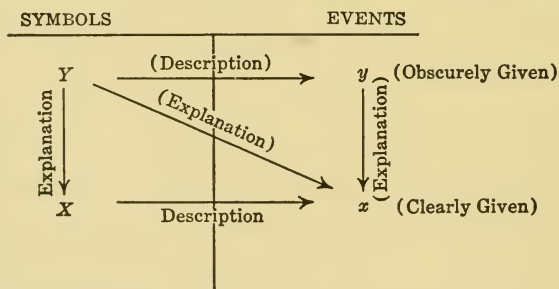 SYMBOLS EVENTS
Y (Description) y (Obscurely Given)
(Explanation)
Explanation
(Explanation)
X Description x (Clearly Given)